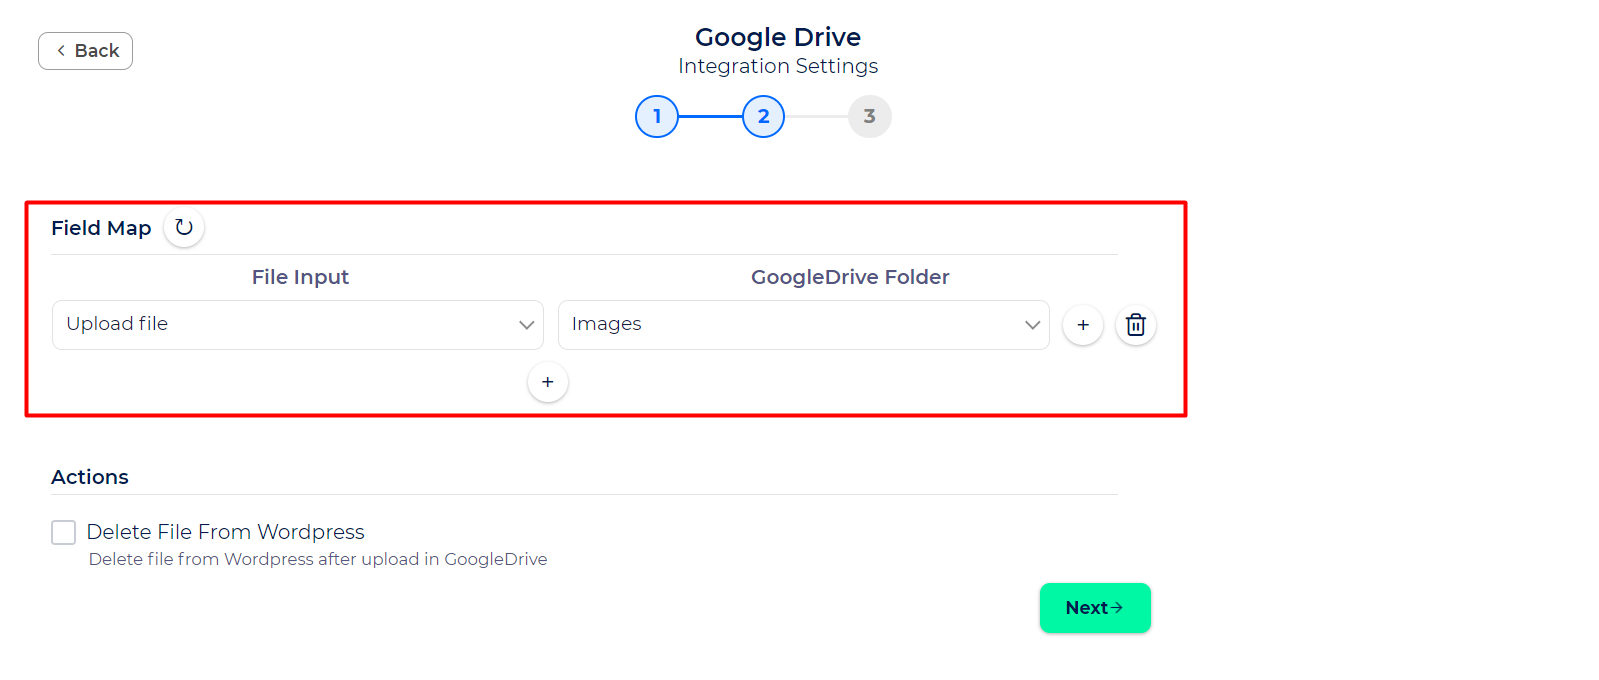 Back
Google Drive
Integration Settings
1 2 3
Field Map
File Input GoogleDrive Folder
Upload file Images + 
+
Actions
Delete File From Wordpress
Delete file from Wordpress after upload in GoogleDrive
Next→